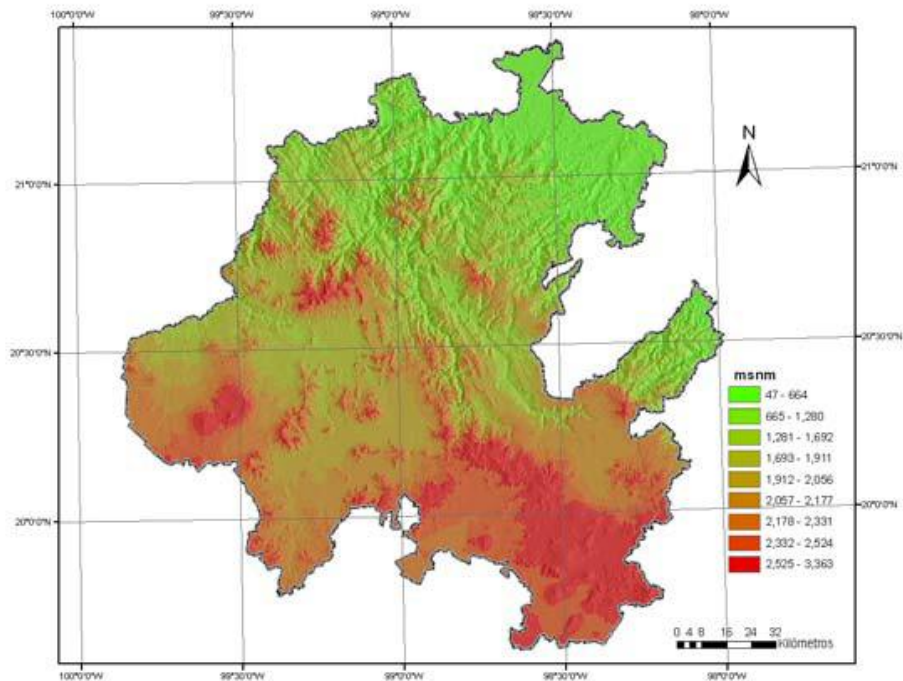 100°0'0"W 99°30'0"W 99°0'0"W 98°30'0"W 98°0'0"W
N
21°0'0"N 21°0'0"N
20°30'0"N 20°30'0"N
msnm
47 - 664
665 - 1,280
1,281 - 1,692
1,693 - 1,911
1,912 - 2,056
2,057 - 2,177
2,178 - 2,331
2,332 - 2,524
2,525 - 3,363
20°0'0"N 20°0'0"N
0 4 8 16 24 32
Kilómetros
100°0'0"W 99°30'0"W 99°0'0"W 98°30'0"W 98°0'0"W